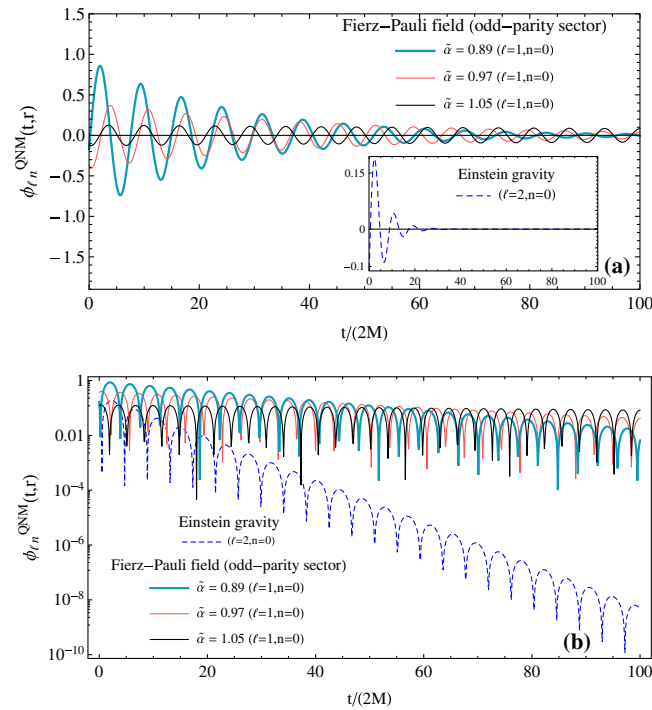 Fierz−Pauli field (odd−parity sector)
α̃ = 0.89 (ℓ=1,n=0)
α̃ = 0.97 (ℓ=1,n=0)
α̃ = 1.05 (ℓ=1,n=0)
1.5
1.0
0.5
0.0
−0.5
−1.0
−1.5
ϕℓn^QNM(t,r)
Einstein gravity
(ℓ=2,n=0)
0.15
0
−0.1
0 20 40 60 80 100
(a)
0 20 40 60 80 100
t/(2M)
1
0.01
10^−4
10^−6
10^−8
10^−10
ϕℓn^QNM(t,r)
Einstein gravity
(ℓ=2,n=0)
Fierz−Pauli field (odd−parity sector)
α̃ = 0.89 (ℓ=1,n=0)
α̃ = 0.97 (ℓ=1,n=0)
α̃ = 1.05 (ℓ=1,n=0)
(b)
0 20 40 60 80 100
t/(2M)